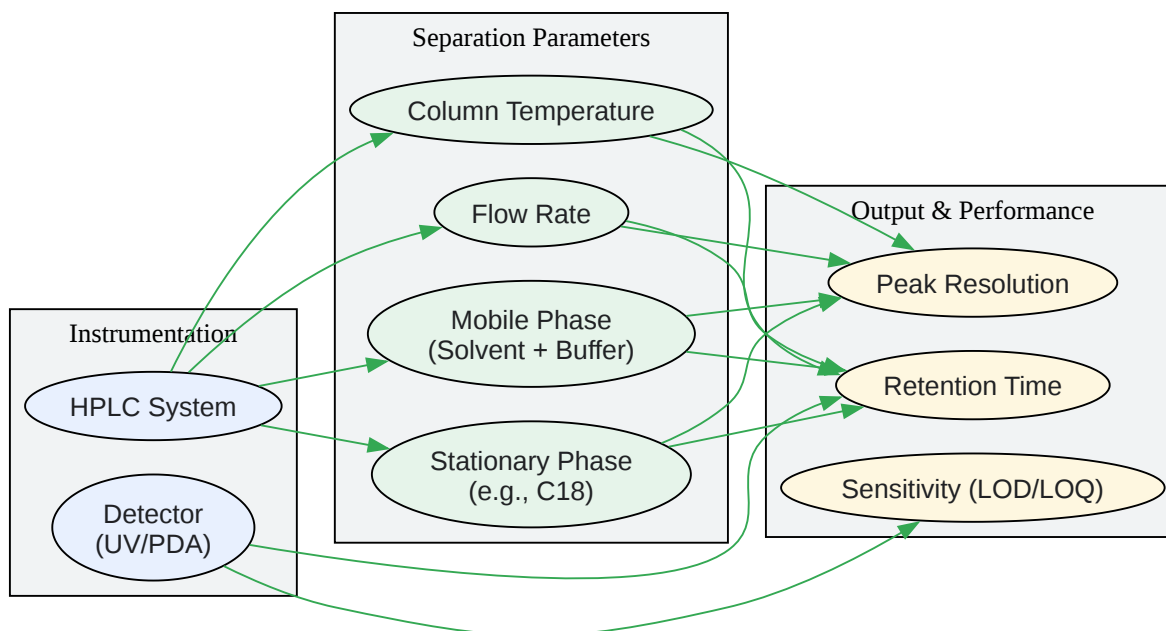 Separation Parameters
Column Temperature
Flow Rate
Mobile Phase
(Solvent + Buffer)
Stationary Phase
(e.g., C18)
Instrumentation
HPLC System
Detector
(UV/PDA)
Output & Performance
Peak Resolution
Retention Time
Sensitivity (LOD/LOQ)